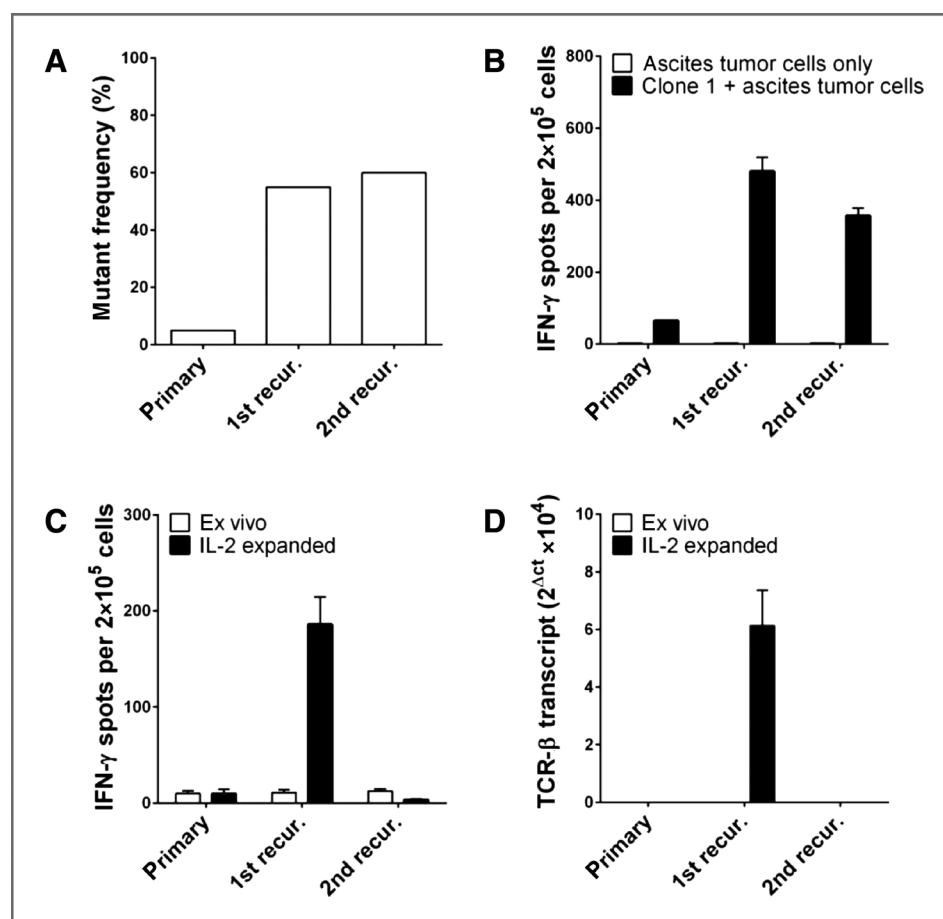 A
Mutant frequency (%)
100
80
60
40
20
0
Primary
1st recur.
2nd recur.
B
IFN-γ spots per 2×10⁵ cells
800
600
400
200
0
Ascites tumor cells only
Clone 1 + ascites tumor cells
Primary
1st recur.
2nd recur.
C
IFN-γ spots per 2×10⁵ cells
300
200
100
0
Ex vivo
IL-2 expanded
Primary
1st recur.
2nd recur.
D
TCR-β transcript (2^Δct ×10⁴)
10
8
6
4
2
0
Ex vivo
IL-2 expanded
Primary
1st recur.
2nd recur.